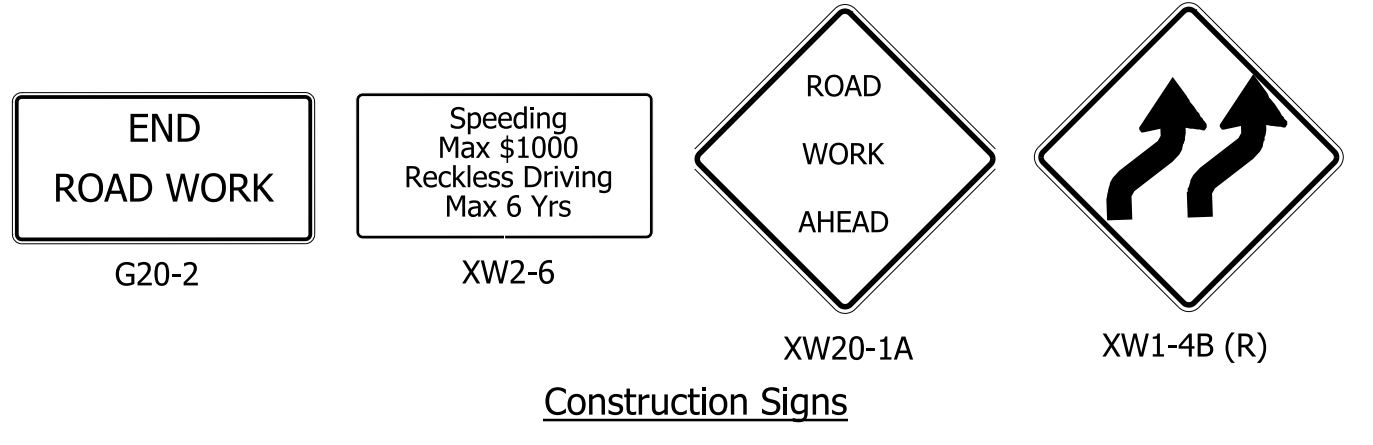 END
ROAD WORK
G20-2
Speeding
Max $1000
Reckless Driving
Max 6 Yrs
XW2-6
ROAD
WORK
AHEAD
XW20-1A
XW1-4B (R)
Construction Signs